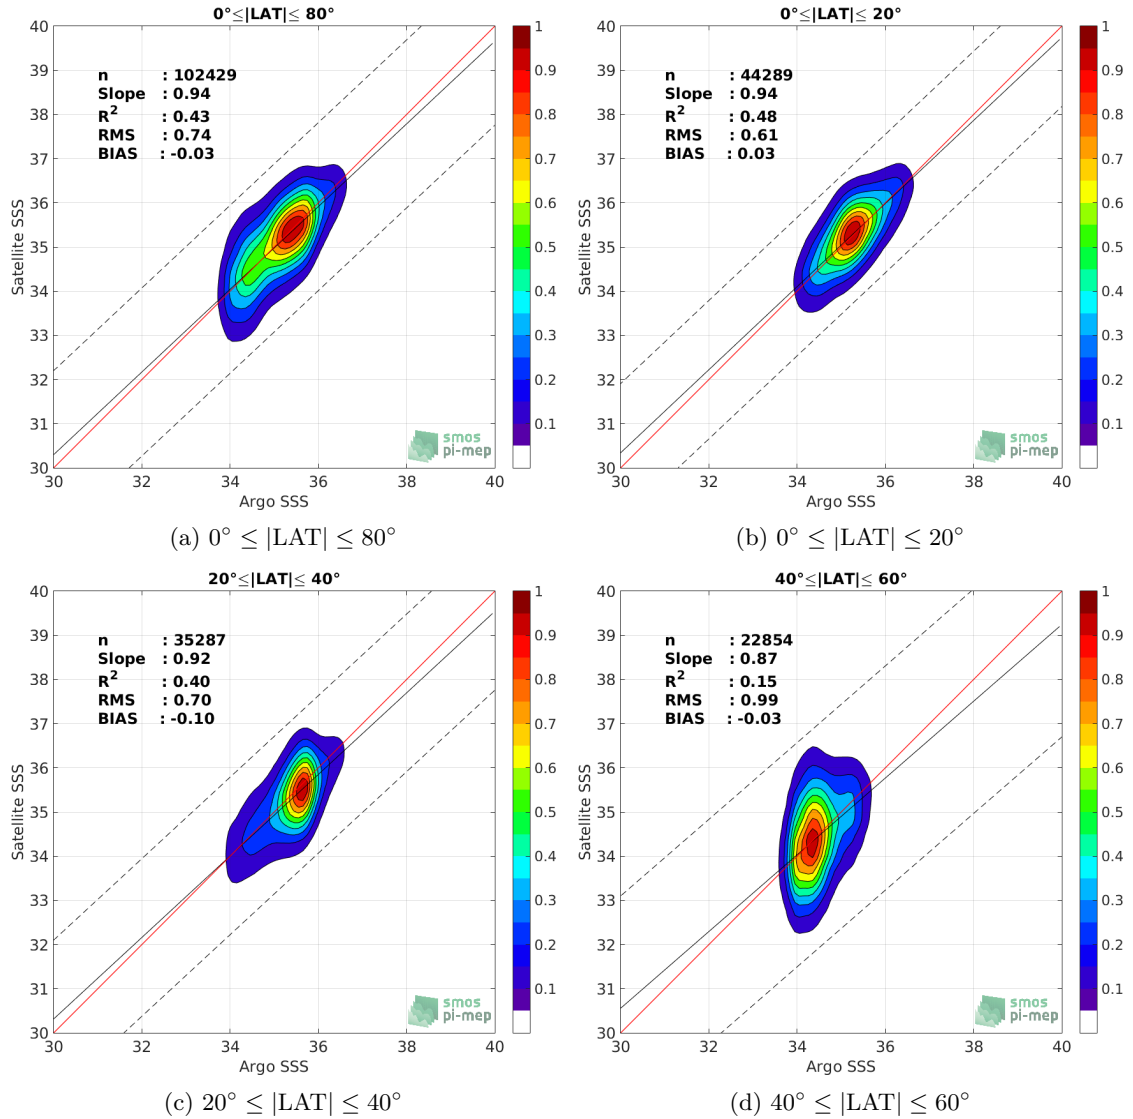 0°≤|LAT|≤ 80°
40
39
38
37
36
35
34
33
32
31
30
Satellite SSS
n : 102429
Slope : 0.94
R² : 0.43
RMS : 0.74
BIAS : -0.03
smos
pi-mep
30 32 34 36 38 40
Argo SSS
1
0.9
0.8
0.7
0.6
0.5
0.4
0.3
0.2
0.1
(a) 0° ≤ |LAT| ≤ 80°
0°≤|LAT|≤ 20°
40
39
38
37
36
35
34
33
32
31
30
Satellite SSS
n : 44289
Slope : 0.94
R² : 0.48
RMS : 0.61
BIAS : 0.03
smos
pi-mep
30 32 34 36 38 40
Argo SSS
1
0.9
0.8
0.7
0.6
0.5
0.4
0.3
0.2
0.1
(b) 0° ≤ |LAT| ≤ 20°
20°≤|LAT|≤ 40°
40
39
38
37
36
35
34
33
32
31
30
Satellite SSS
n : 35287
Slope : 0.92
R² : 0.40
RMS : 0.70
BIAS : -0.10
smos
pi-mep
30 32 34 36 38 40
Argo SSS
1
0.9
0.8
0.7
0.6
0.5
0.4
0.3
0.2
0.1
(c) 20° ≤ |LAT| ≤ 40°
40°≤|LAT|≤ 60°
40
39
38
37
36
35
34
33
32
31
30
Satellite SSS
n : 22854
Slope : 0.87
R² : 0.15
RMS : 0.99
BIAS : -0.03
smos
pi-mep
30 32 34 36 38 40
Argo SSS
1
0.9
0.8
0.7
0.6
0.5
0.4
0.3
0.2
0.1
(d) 40° ≤ |LAT| ≤ 60°